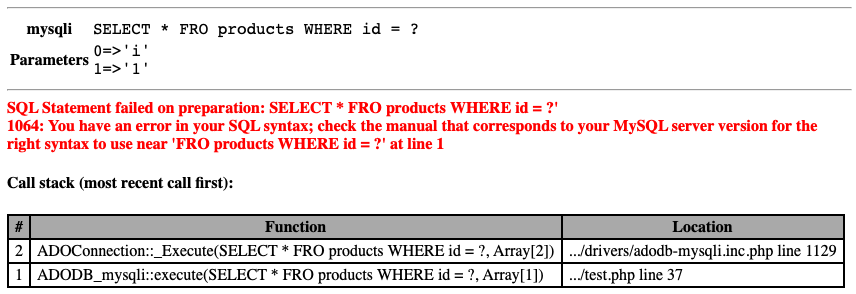 mysqli SELECT * FRO products WHERE id = ?
Parameters 0=>'i'
1=>'1'
SQL Statement failed on preparation: SELECT * FRO products WHERE id = ?'
1064: You have an error in your SQL syntax; check the manual that corresponds to your MySQL server version for the
right syntax to use near 'FRO products WHERE id = ?' at line 1
Call stack (most recent call first):
# Function Location
2 ADOConnection::_Execute(SELECT * FRO products WHERE id = ?, Array[2]) .../drivers/adodb-mysqli.inc.php line 1129
1 ADODB_mysqli::execute(SELECT * FRO products WHERE id = ?, Array[1]) .../test.php line 37